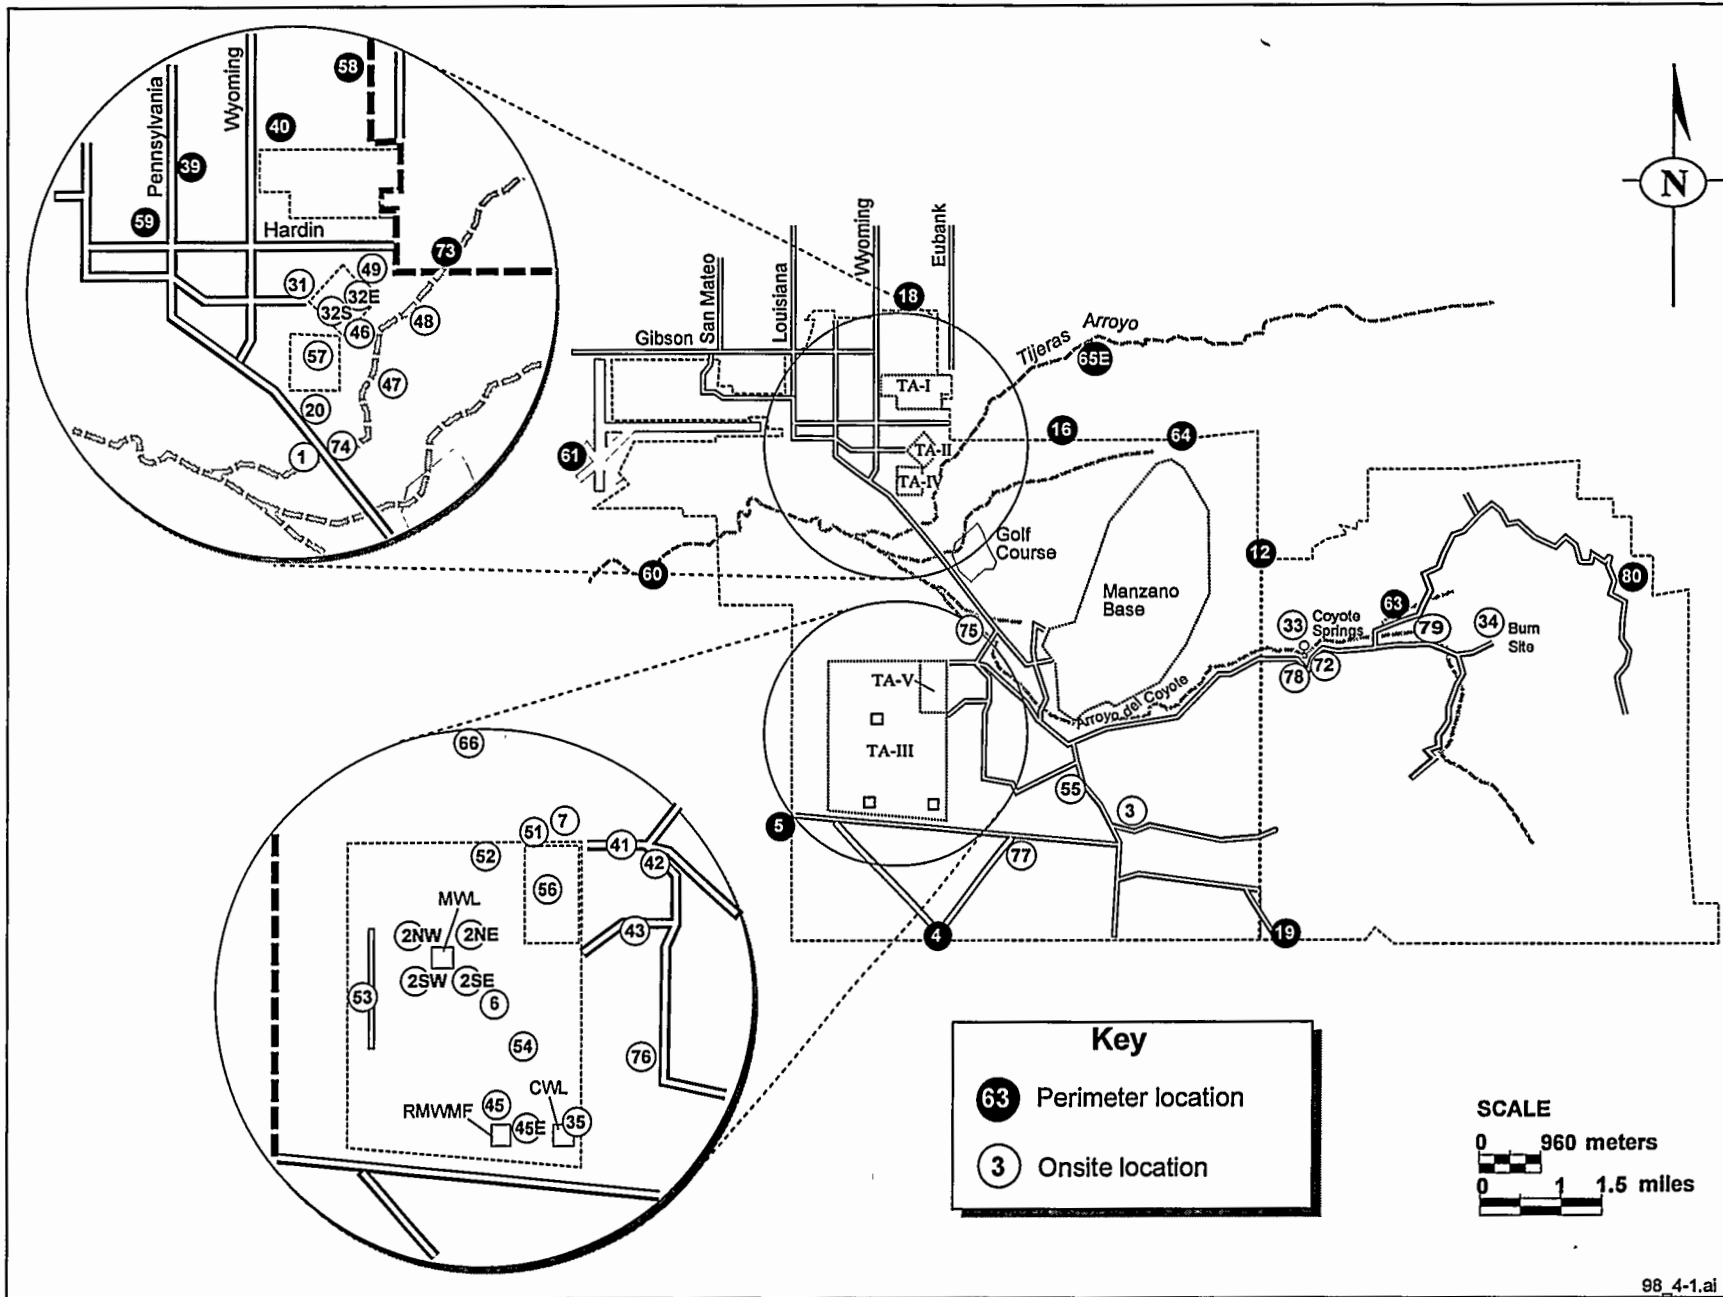 Pennsylvania
Wyoming
58
40
39
59
Hardin
73
49
31
32E
32S
46
48
57
47
20
1
74
N
San Mateo
Louisiana
Wyoming
Eubank
18
Gibson
Tijeras Arroyo
65E
TA-I
16
64
61
TA-II
TA-IV
Golf
Course
12
60
Manzano
Base
80
63
33
Coyote
Springs
79
34
Burn
Site
75
72
78
TA-V
Arroyo del Coyote
TA-III
55
3
5
77
4
19
66
7
51
41
52
42
56
MWL
2NW
2NE
43
2SW
2SE
53
6
54
76
CWL
RMWMF
45
45E
35
Key
63 Perimeter location
3 Onsite location
SCALE
0 960 meters
0 1 1.5 miles
98_4-1.ai